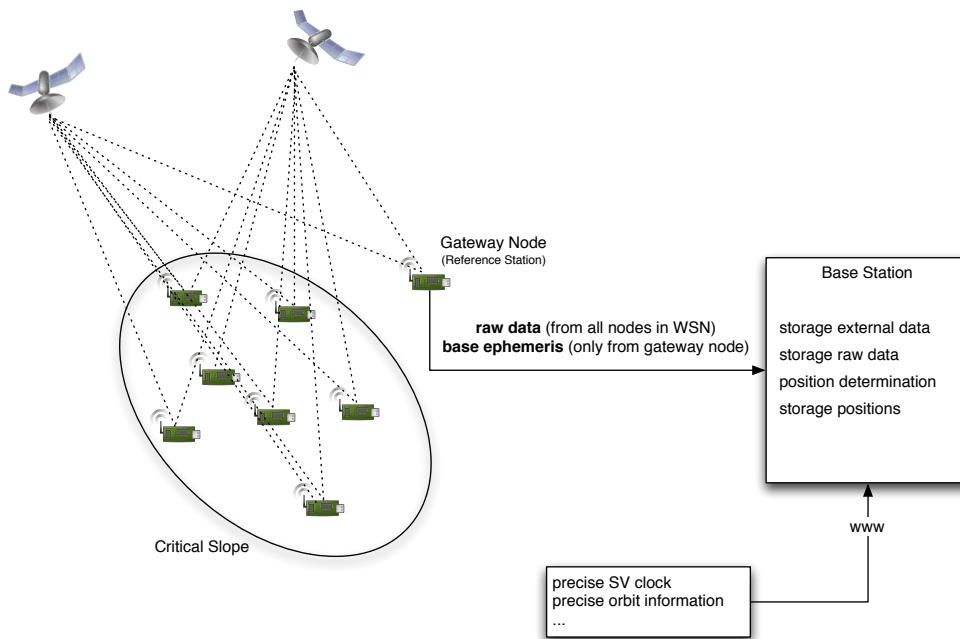 Gateway Node
(Reference Station)
Base Station
raw data (from all nodes in WSN)
base ephemeris (only from gateway node)
storage external data
storage raw data
position determination
storage positions
Critical Slope
www
precise SV clock
precise orbit information
...